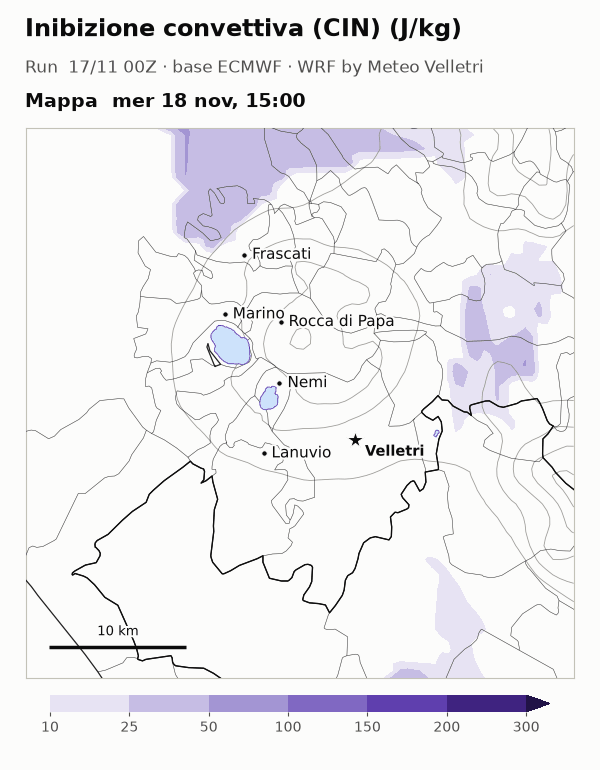 Inibizione convettiva (CIN) (J/kg)
Run  17/11 00Z · base ECMWF · WRF by Meteo Velletri
Mappa  mer 18 nov, 15:00
Frascati
Marino
Rocca di Papa
Nemi
Velletri
Lanuvio
10 km
10 25 50 100 150 200 300